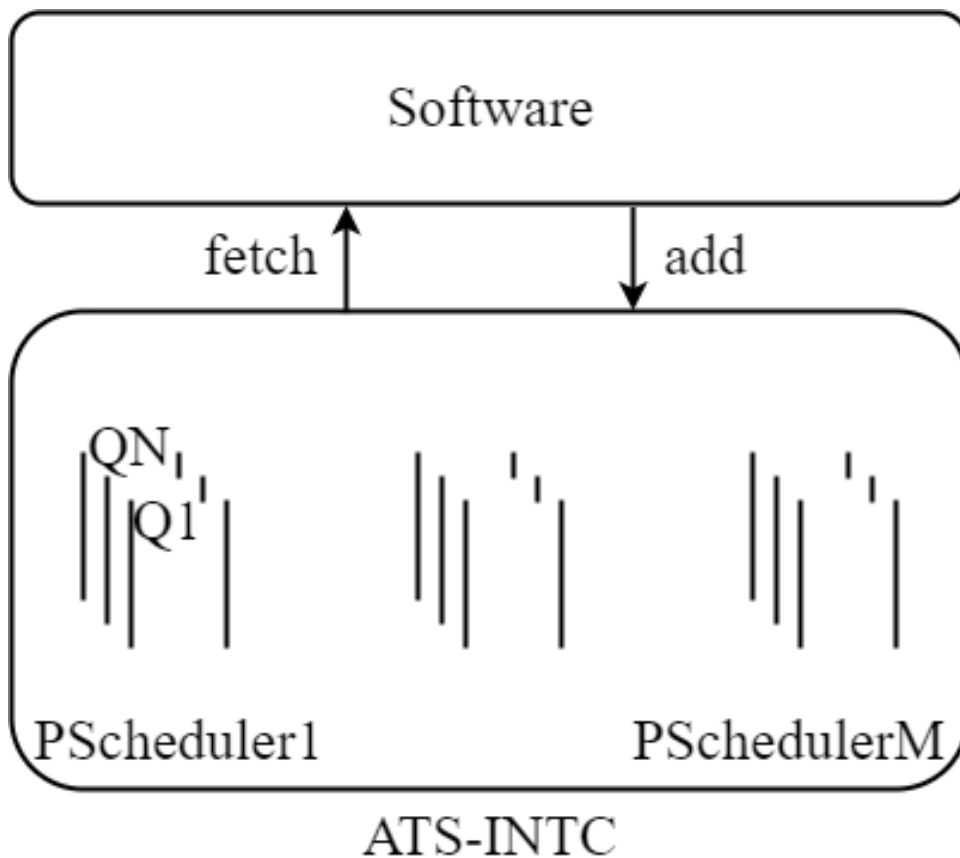 Software
fetch
add
QN
Q1
PScheduler1
PSchedulerM
ATS-INTC